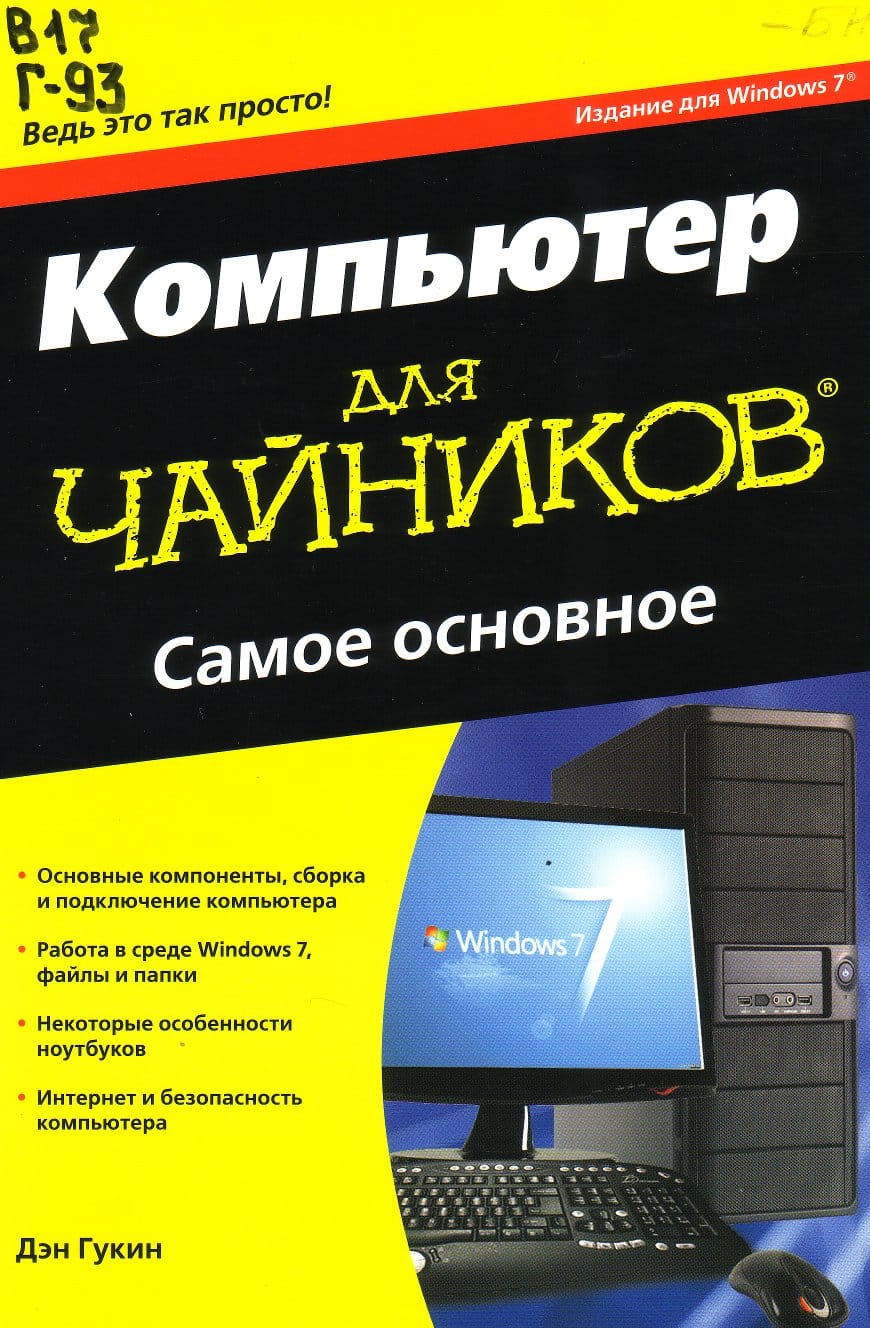 В17
Г-93
Ведь это так просто!
Издание для Windows 7®
Компьютер
для
ЧАЙНИКОВ®
Самое основное
• Основные компоненты, сборка
и подключение компьютера
• Работа в среде Windows 7,
файлы и папки
• Некоторые особенности
ноутбуков
• Интернет и безопасность
компьютера
Дэн Гукин
7
Windows 7